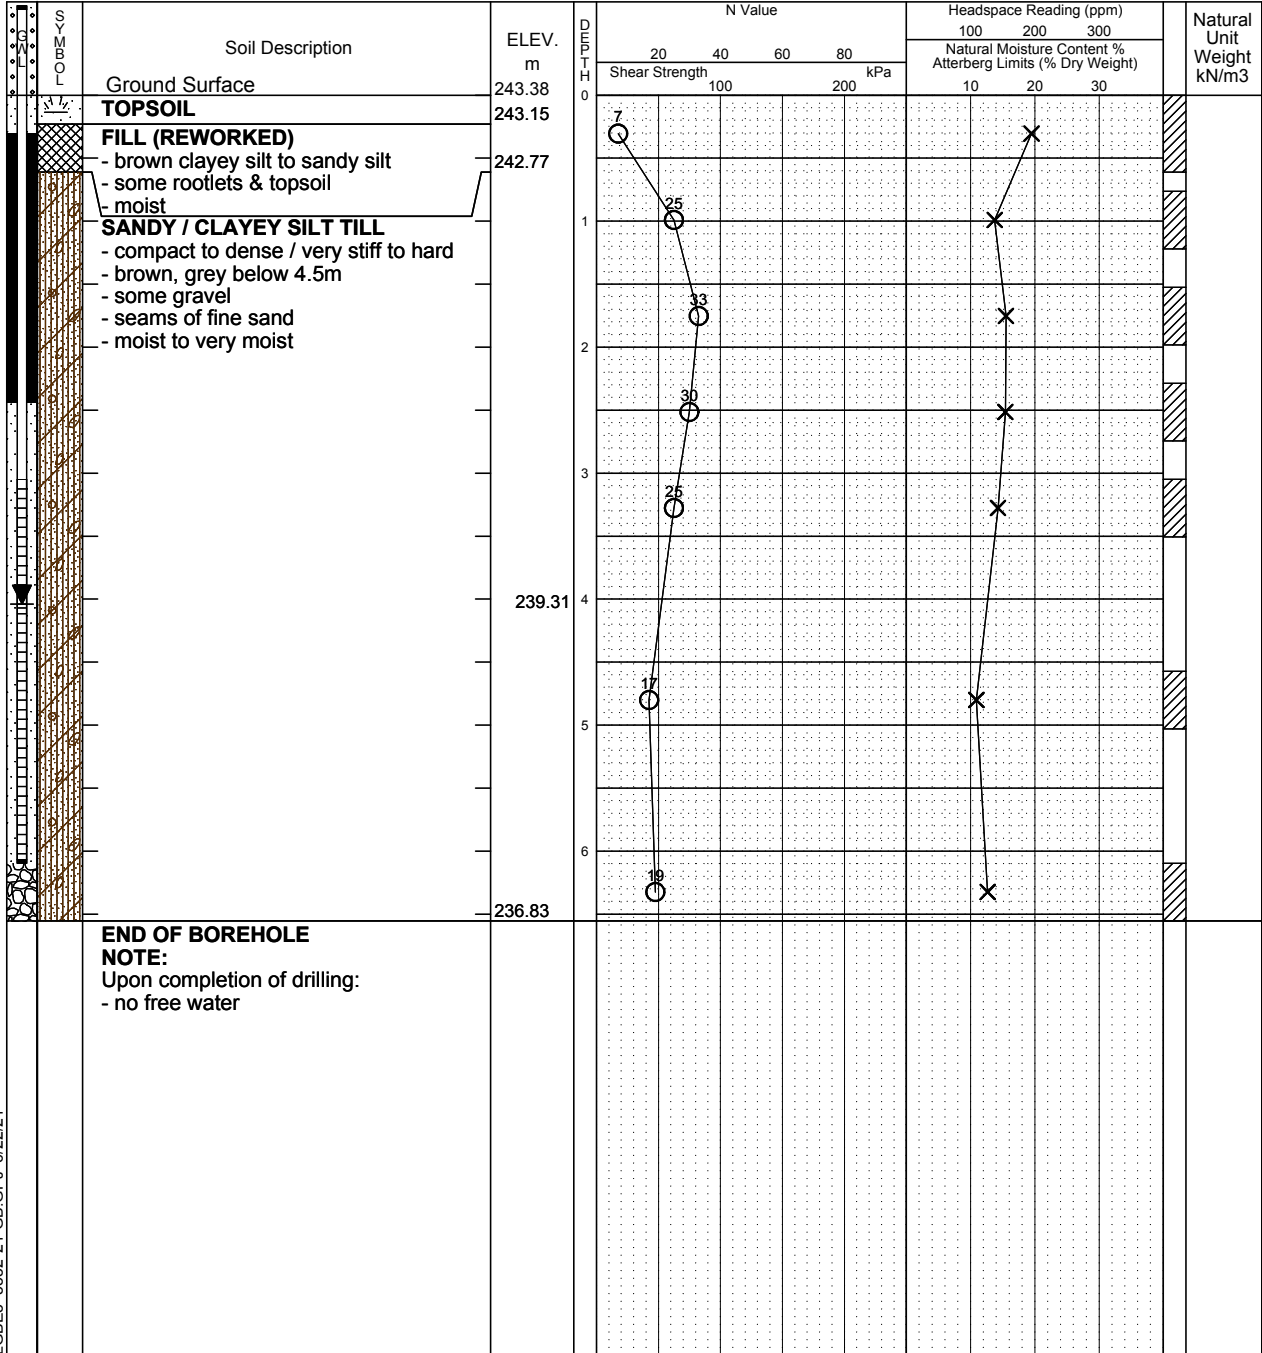 GWL
SYMBOL
Soil Description
Ground Surface
ELEV.
m
243.38
DEPTH
N Value
20 40 60 80
Shear Strength kPa
100 200
Headspace Reading (ppm)
100 200 300
Natural Moisture Content %
Atterberg Limits (% Dry Weight)
10 20 30
Natural
Unit
Weight
kN/m3
0
TOPSOIL 243.15
7
FILL (REWORKED)
- brown clayey silt to sandy silt 242.77
- some rootlets & topsoil
- moist
25
1
SANDY / CLAYEY SILT TILL
- compact to dense / very stiff to hard
- brown, grey below 4.5m
- some gravel
33
- seams of fine sand
- moist to very moist
2
30
3
25
239.31 4
17
5
6
19
236.83
END OF BOREHOLE
NOTE:
Upon completion of drilling:
- no free water